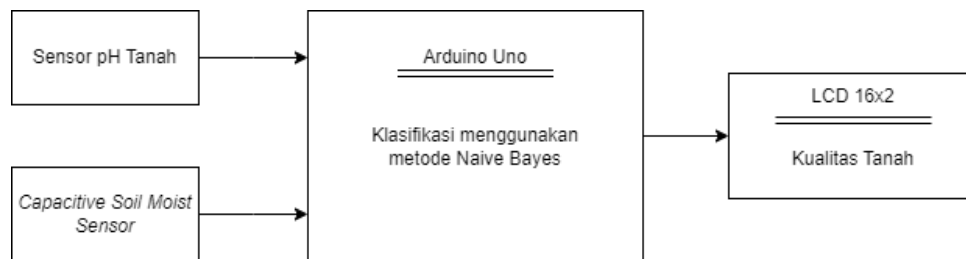 Sensor pH Tanah
Capacitive Soil Moist
Sensor
Arduino Uno
Klasifikasi menggunakan
metode Naive Bayes
LCD 16x2
Kualitas Tanah